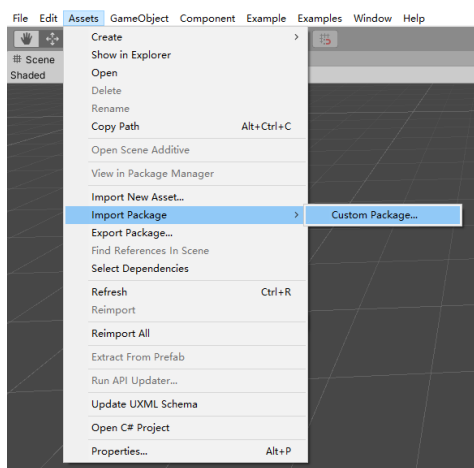 File Edit Assets GameObject Component Example Examples Window Help
Scene
Shaded
Create
Show in Explorer
Open
Delete
Rename
Copy Path Alt+Ctrl+C
Open Scene Additive
View in Package Manager
Import New Asset...
Import Package Custom Package...
Export Package...
Find References In Scene
Select Dependencies
Refresh Ctrl+R
Reimport
Reimport All
Extract From Prefab
Run API Updater...
Update UXML Schema
Open C# Project
Properties... Alt+P